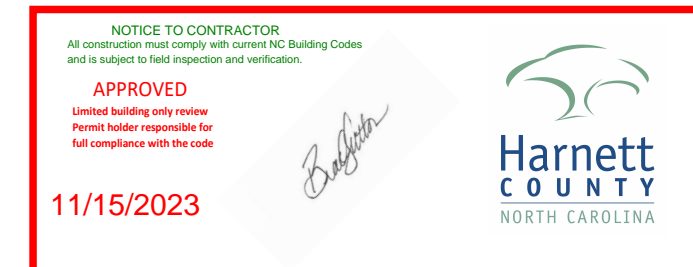 NOTICE TO CONTRACTOR
All construction must comply with current NC Building Codes
and is subject to field inspection and verification.
APPROVED
Limited building only review
Permit holder responsible for
full compliance with the code
11/15/2023
Brad Sutton
Harnett
COUNTY
NORTH CAROLINA